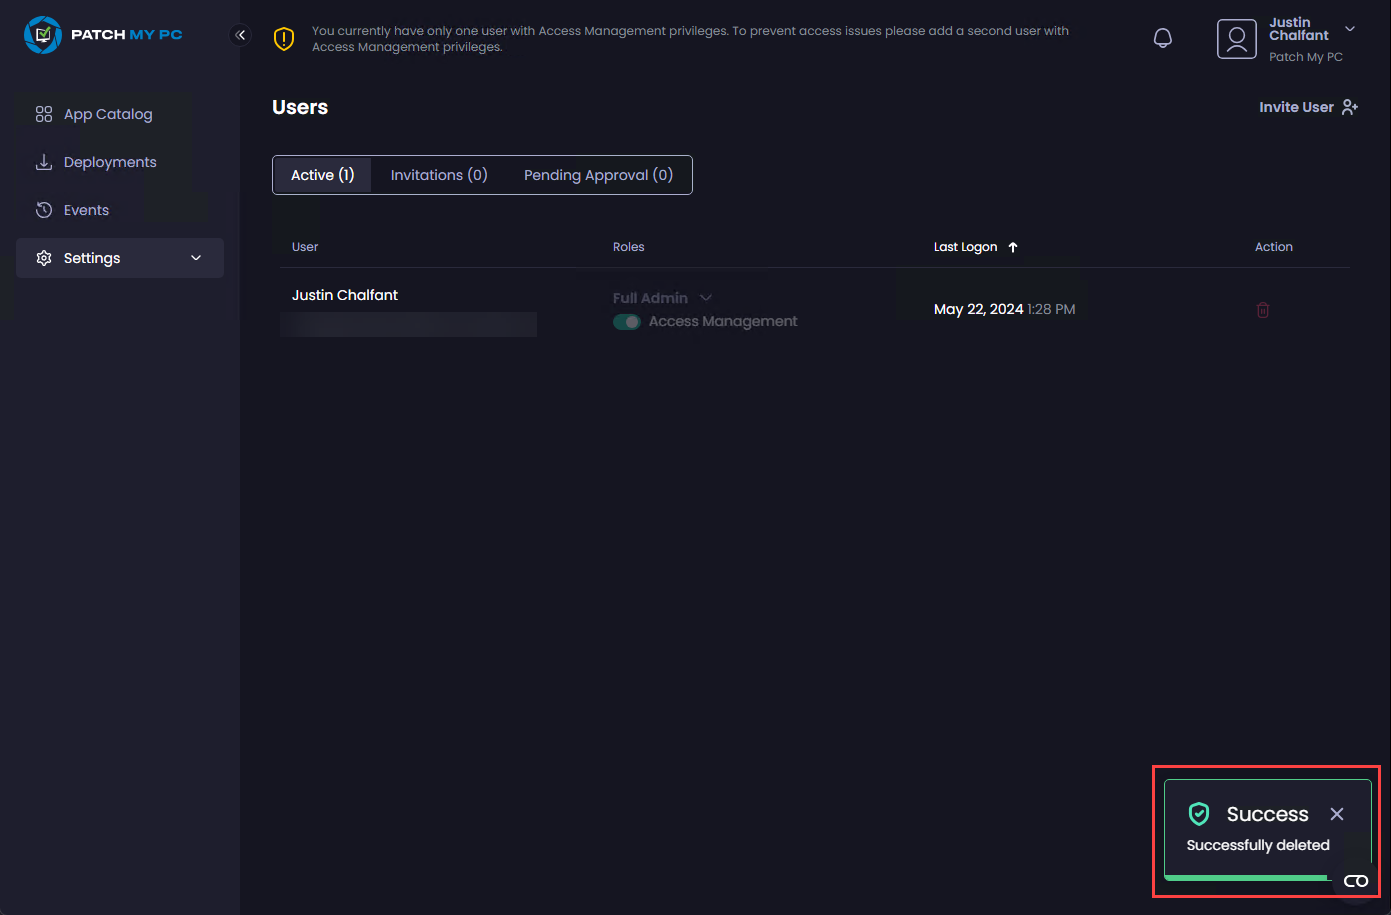 PATCH MY PC
You currently have only one user with Access Management privileges. To prevent access issues please add a second user with
Access Management privileges.
Justin
Chalfant
Patch My PC
App Catalog
Deployments
Events
Settings
Users
Invite User
Active (1)
Invitations (0)
Pending Approval (0)
User
Roles
Last Logon
Action
Justin Chalfant
Full Admin
Access Management
May 22, 2024 1:28 PM
Success
Successfully deleted